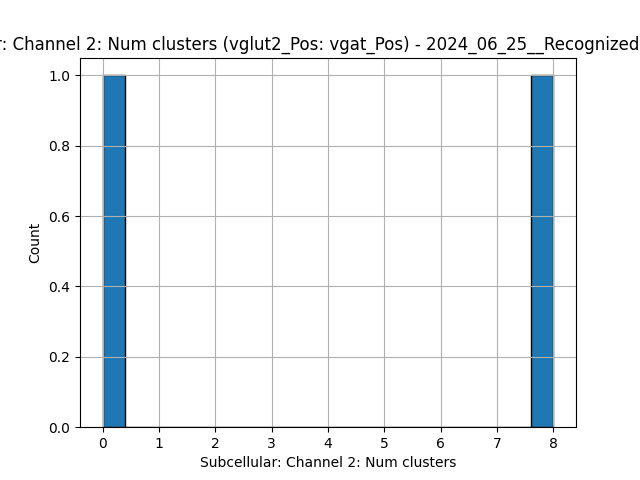 r: Channel 2: Num clusters (vglut2_Pos: vgat_Pos) - 2024_06_25__Recognized
1.0
0.8
0.6
0.4
0.2
0.0
Count
0 1 2 3 4 5 6 7 8
Subcellular: Channel 2: Num clusters